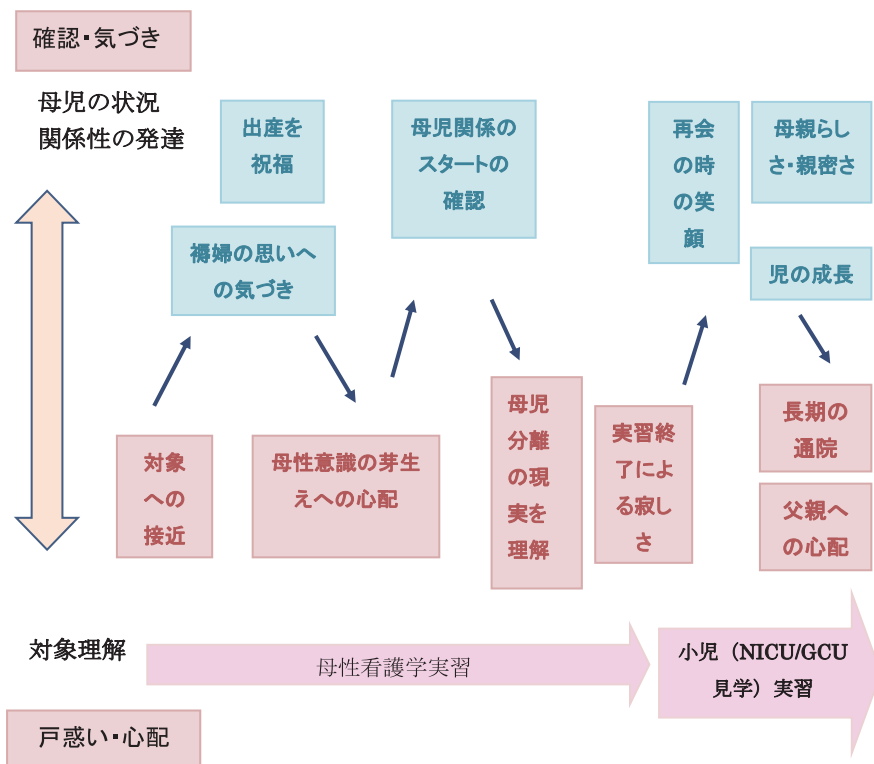 確認・気づき
母児の状況
関係性の発達
出産を
祝福
母児関係の
スタートの
確認
再会
の時
の笑
顔
母親らし
さ・親密さ
褥婦の思いへ
の気づき
児の成長
対象
への
接近
母性意識の芽生
えへの心配
母児
分離
の現
実を
理解
実習終
了によ
る寂し
さ
長期の
通院
父親へ
の心配
対象理解
母性看護学実習
小児（NICU/GCU
見学）実習
戸惑い・心配